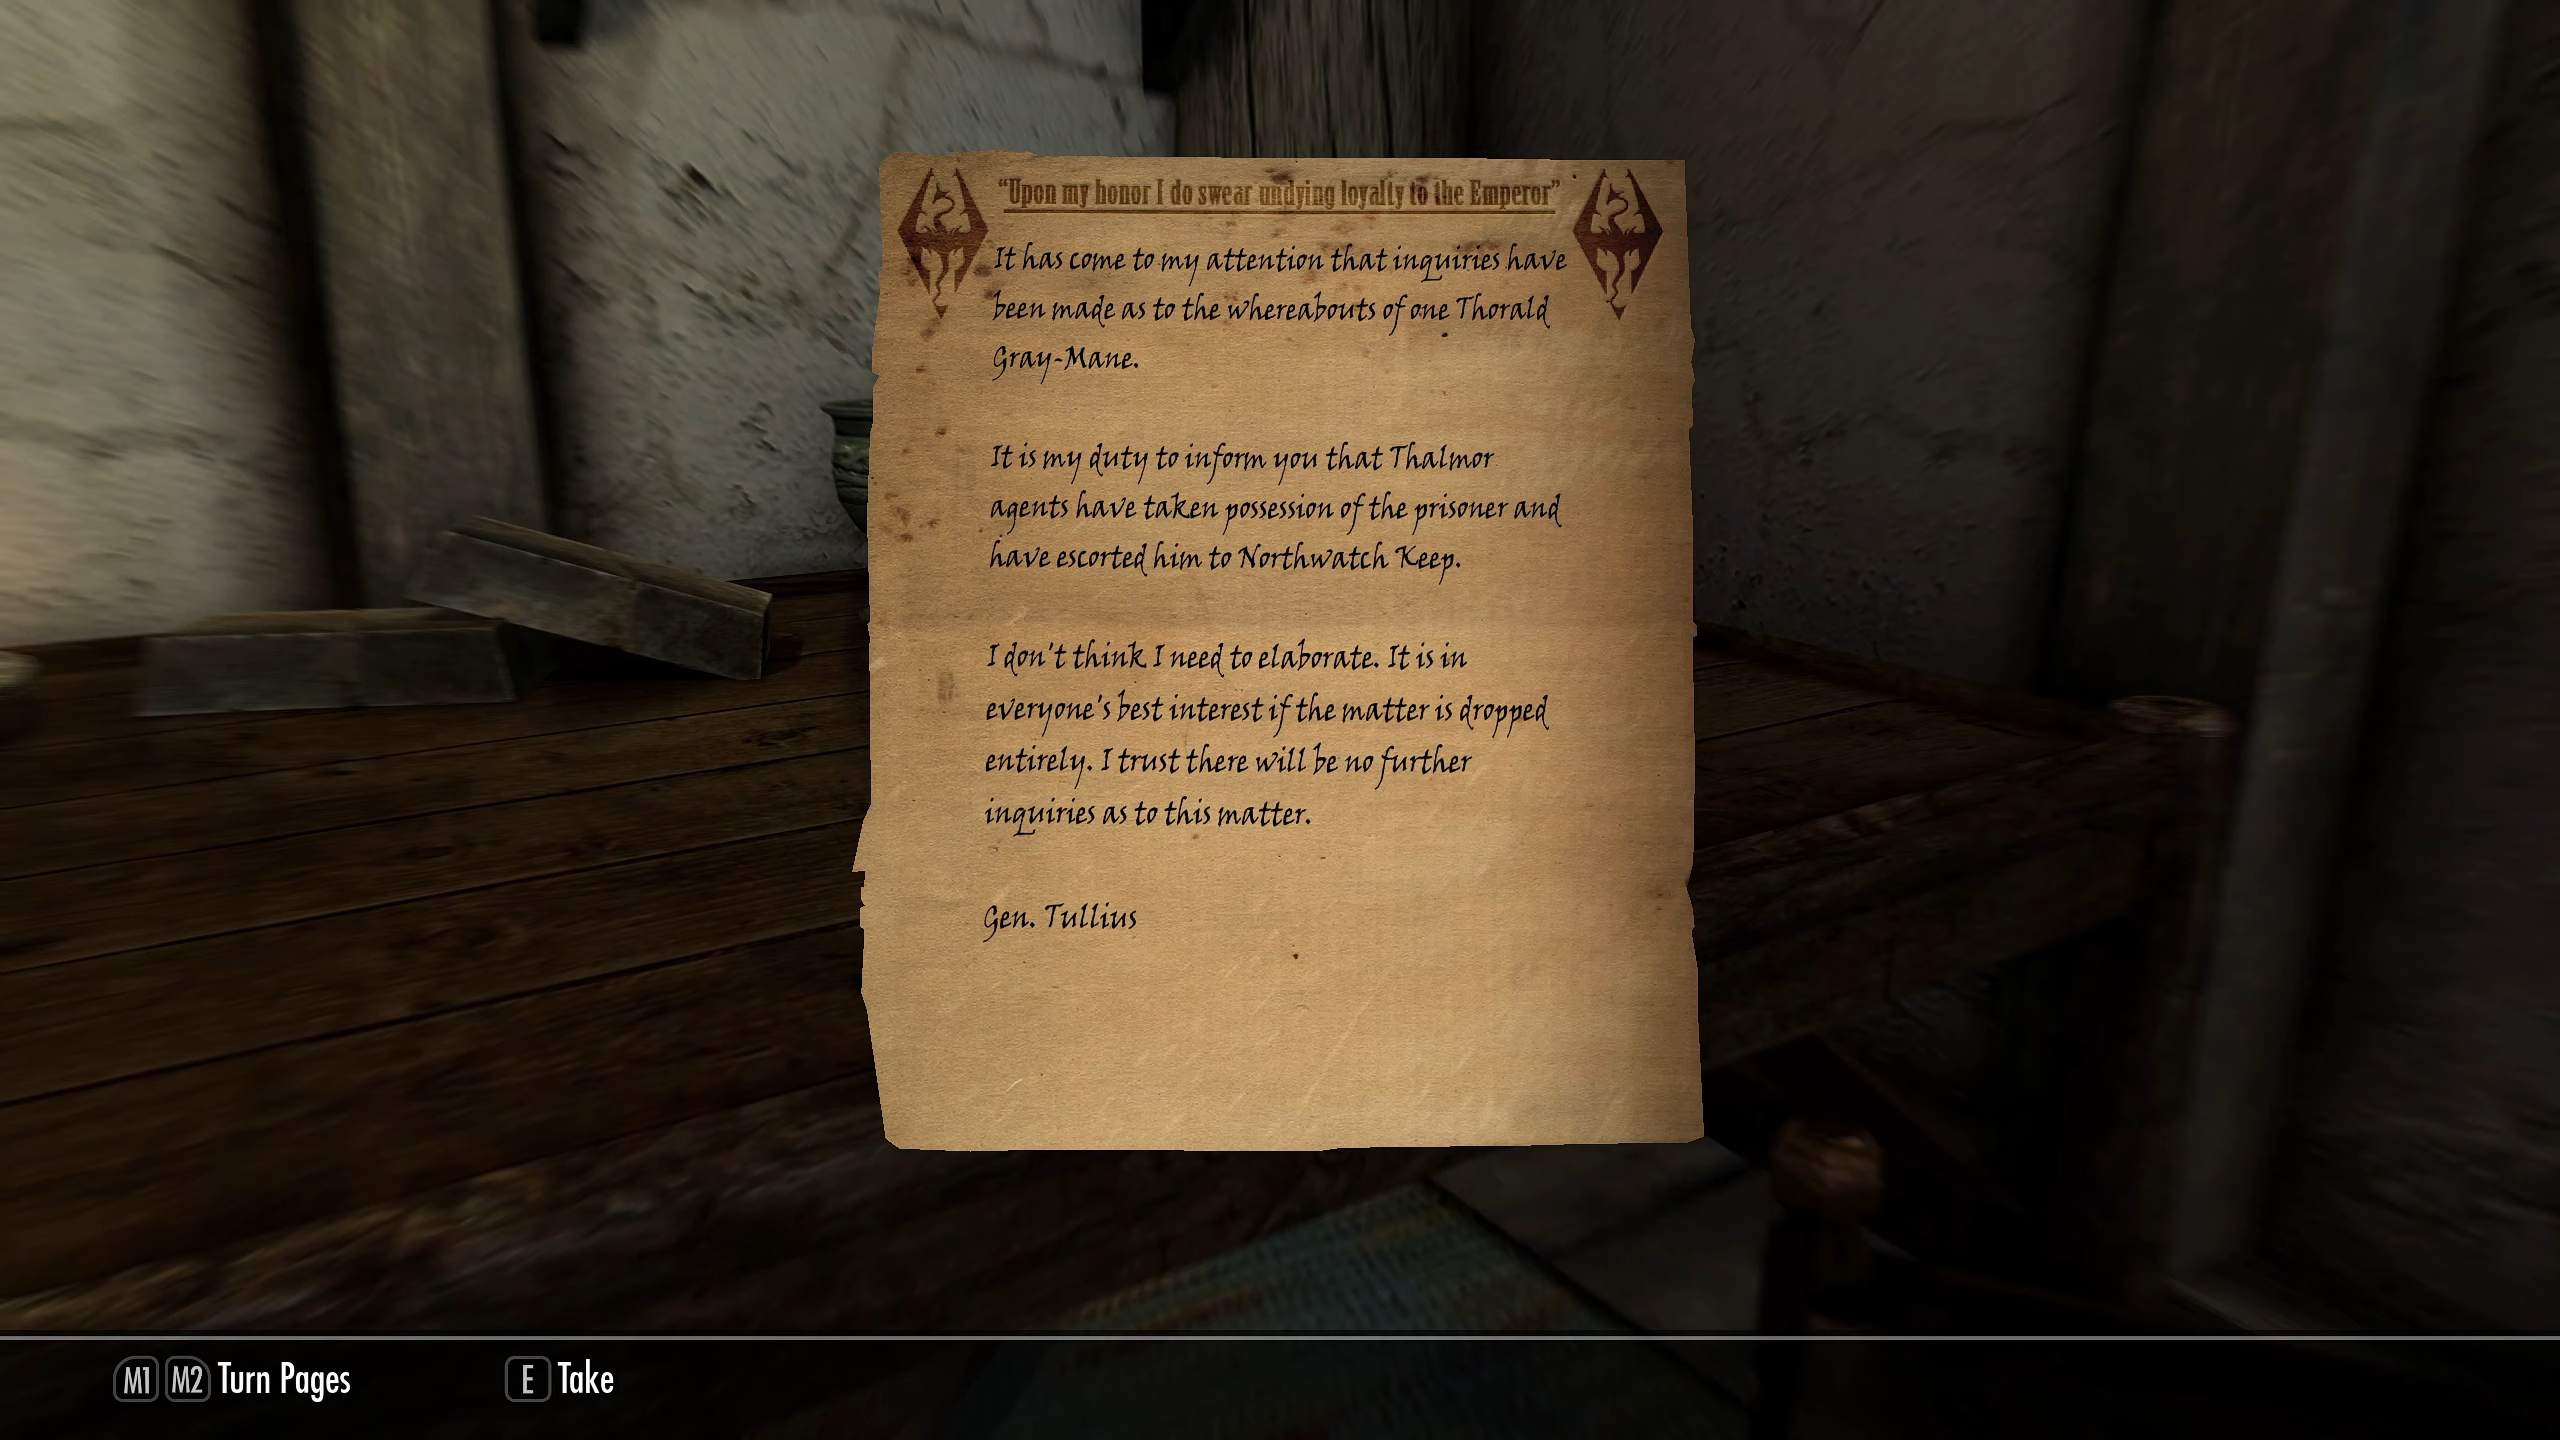 “Upon my honor I do swear undying loyalty to the Emperor”
It has come to my attention that inquiries have
been made as to the whereabouts of one Thorald
Gray-Mane.
It is my duty to inform you that Thalmor
agents have taken possession of the prisoner and
have escorted him to Northwatch Keep.
I don't think I need to elaborate. It is in
everyone's best interest if the matter is dropped
entirely. I trust there will be no further
inquiries as to this matter.
Gen. Tullius
M1 M2 Turn Pages E Take